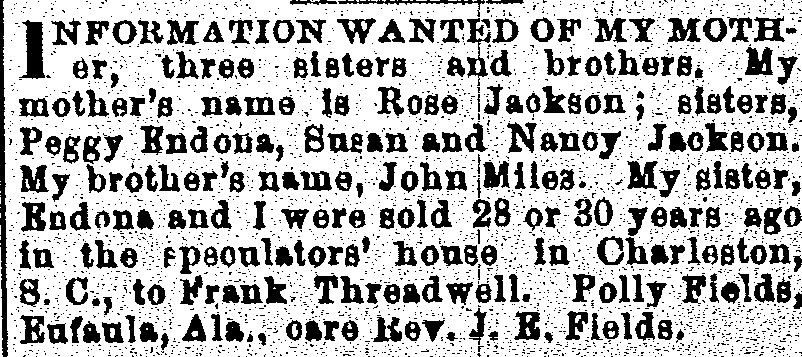 INFORMATION WANTED OF MY MOTH-
er, three sisters and brothers. My
mother's name is Rose Jackson; sisters,
Peggy Endona, Susan and Nancy Jackson.
My brother's name, John Miles. My sister,
Endona and I were sold 28 or 30 years ago
in the speculators' house in Charleston,
S. C., to Frank Threadwell. Polly Fields,
Eufaula, Ala., care Rev. J. E. Fields.